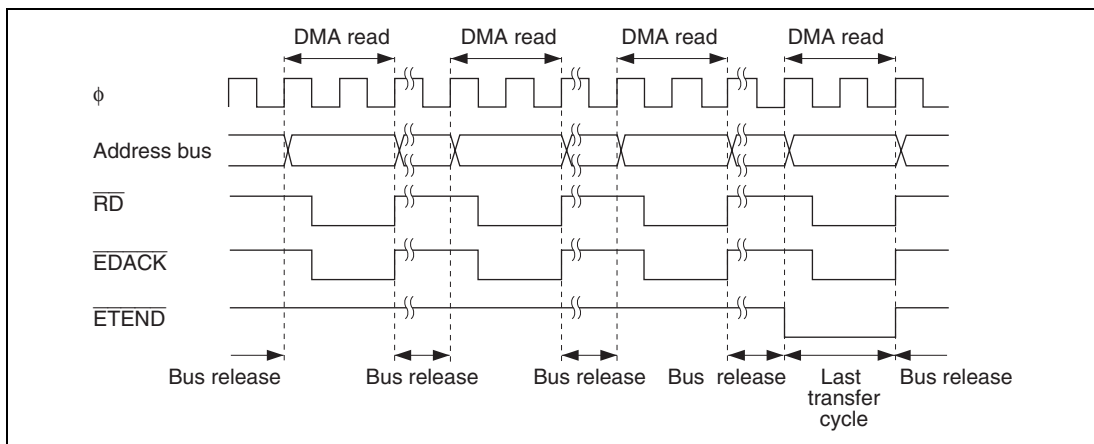 DMA read DMA read DMA read DMA read
ϕ
Address bus
RD
EDACK
ETEND
Bus release Bus release Bus release Bus release Last transfer cycle Bus release